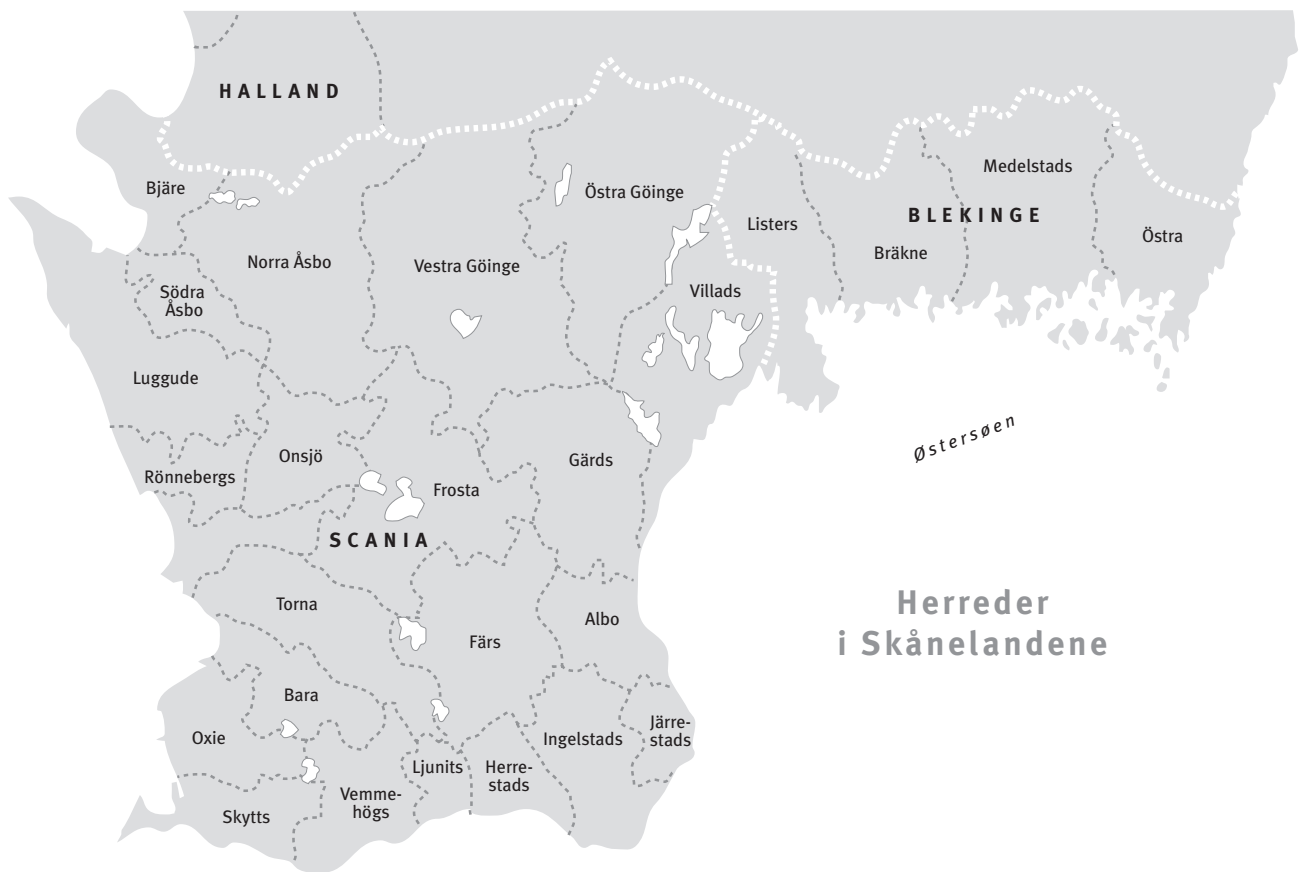 HALLAND
Medelstads
Bjäre
Östra Göinge
BLEKINGE
Listers
Östra
Bräkne
Norra Åsbo
Vestra Göinge
Södra
Åsbo
Villads
Luggude
Østersøen
Onsjö
Gärds
Rönnebergs
Frosta
SCANIA
Herreder
i Skånelandene
Torna
Albo
Färs
Bara
Oxie
Ingelstads
Järre-
stads
Ljunits
Herre-
stads
Vemme-
högs
Skytts